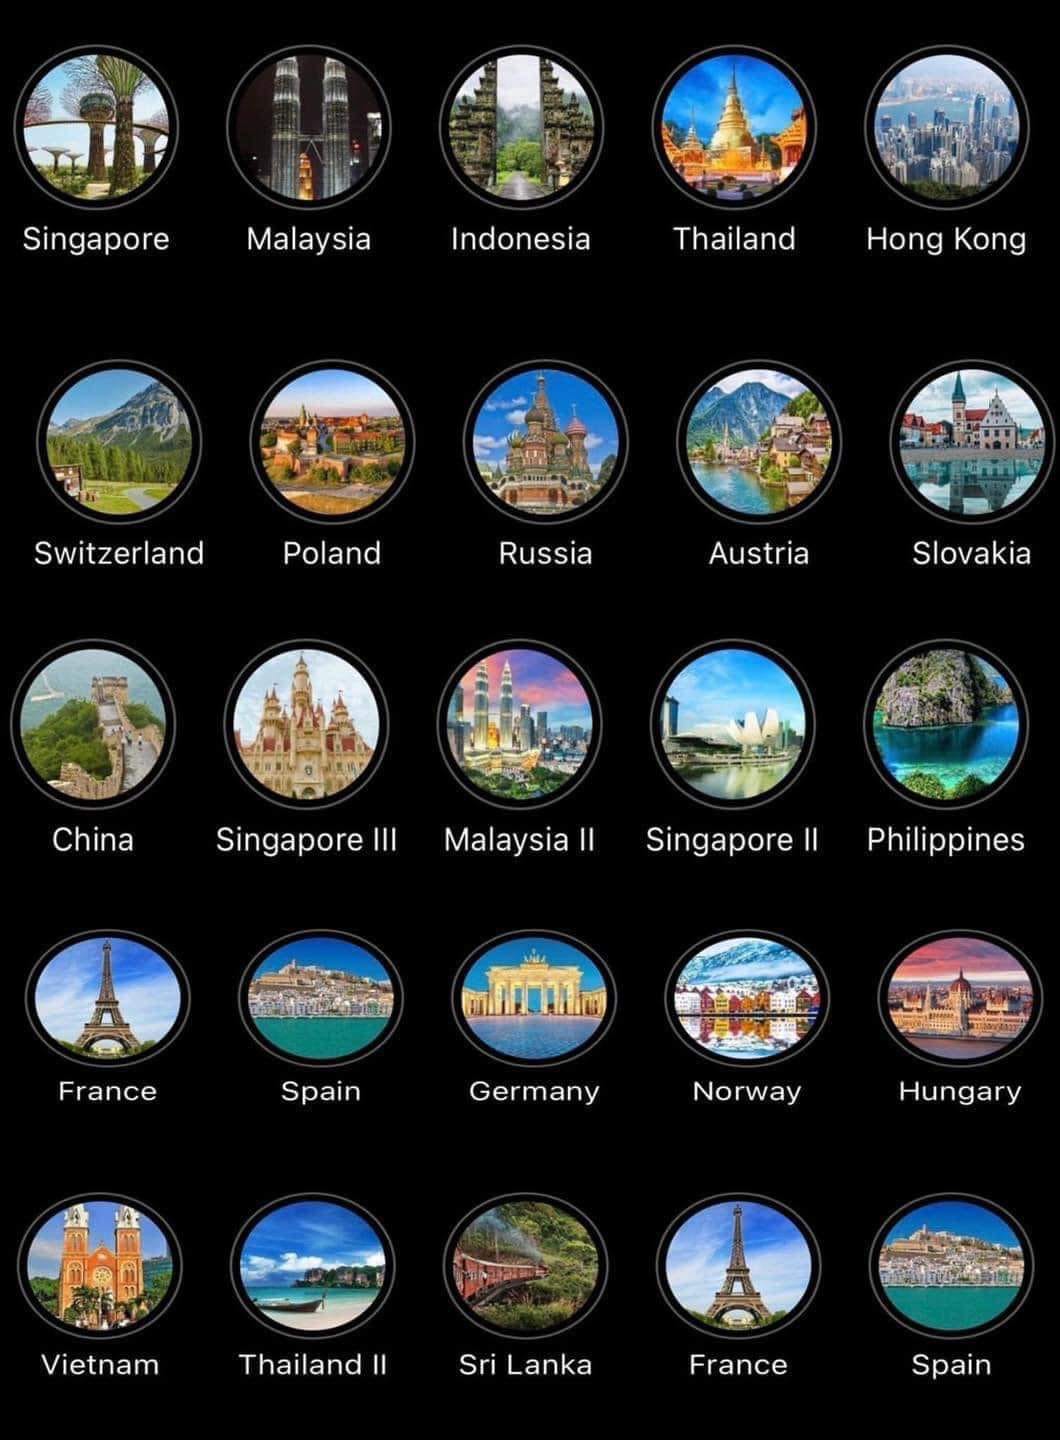 Singapore
Malaysia
Indonesia
Thailand
Hong Kong
Switzerland
Poland
Russia
Austria
Slovakia
China
Singapore III
Malaysia II
Singapore II
Philippines
France
Spain
Germany
Norway
Hungary
Vietnam
Thailand II
Sri Lanka
France
Spain